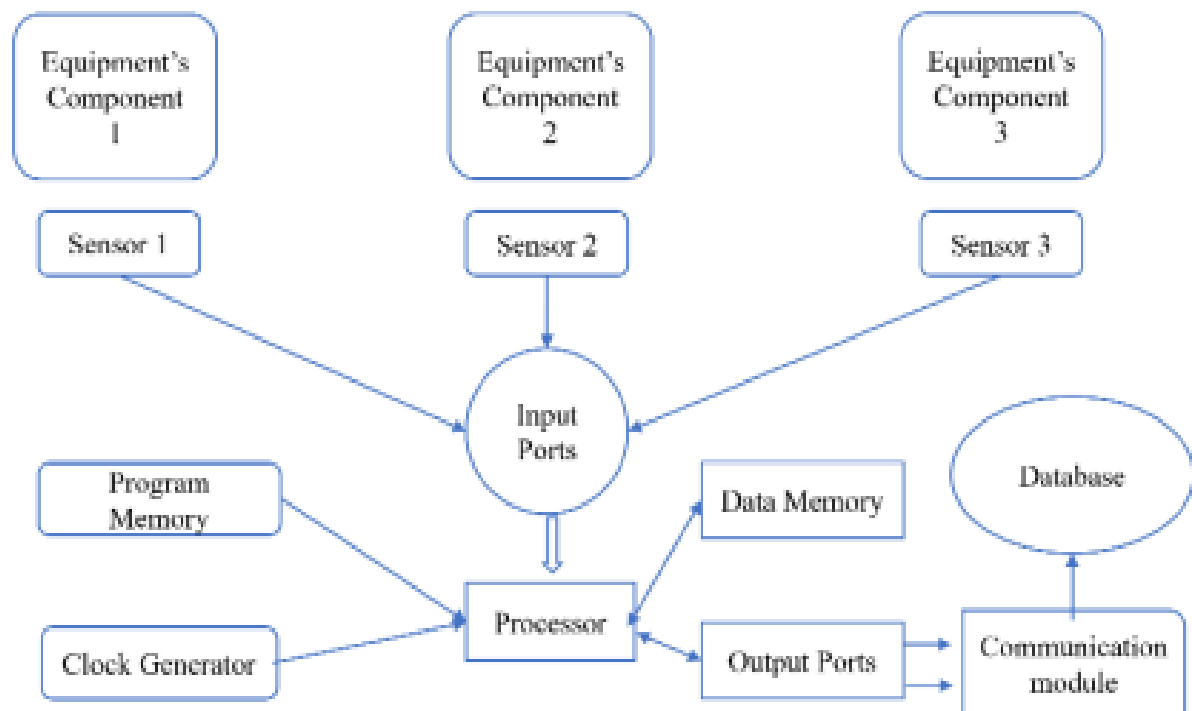 Equipment's
Component
1
Equipment's
Component
2
Equipment's
Component
3
Sensor 1
Sensor 2
Sensor 3
Input
Ports
Program
Memory
Data Memory
Database
Processor
Clock Generator
Output Ports
Communication
module